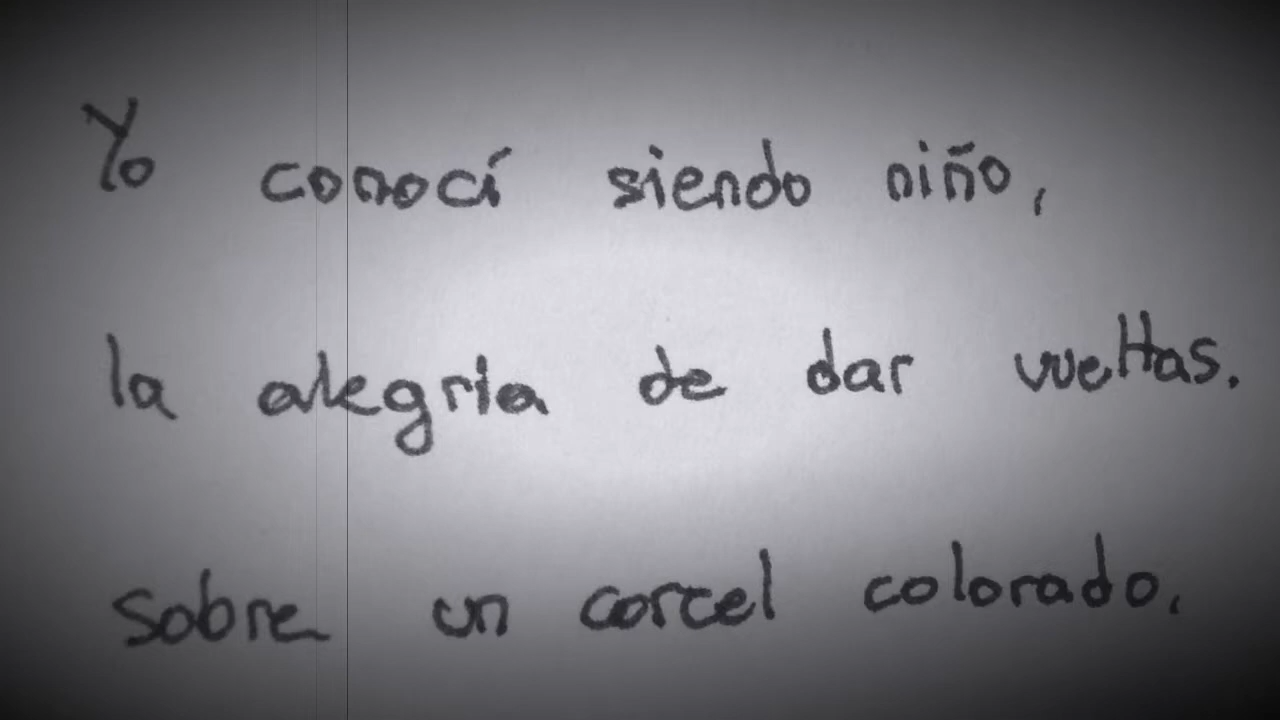 Yo conocí siendo niño,
la alegria de dar vueltas.
sobre un corcel colorado,